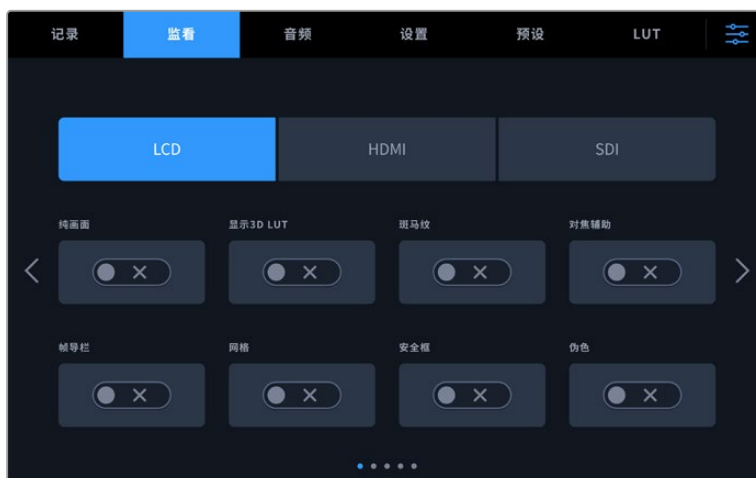 记录 监看 音频 设置 预设 LUT
LCD HDMI SDI
纯画面 显示3D LUT 斑马纹 对焦辅助
帧导栏 网格 安全框 伪色